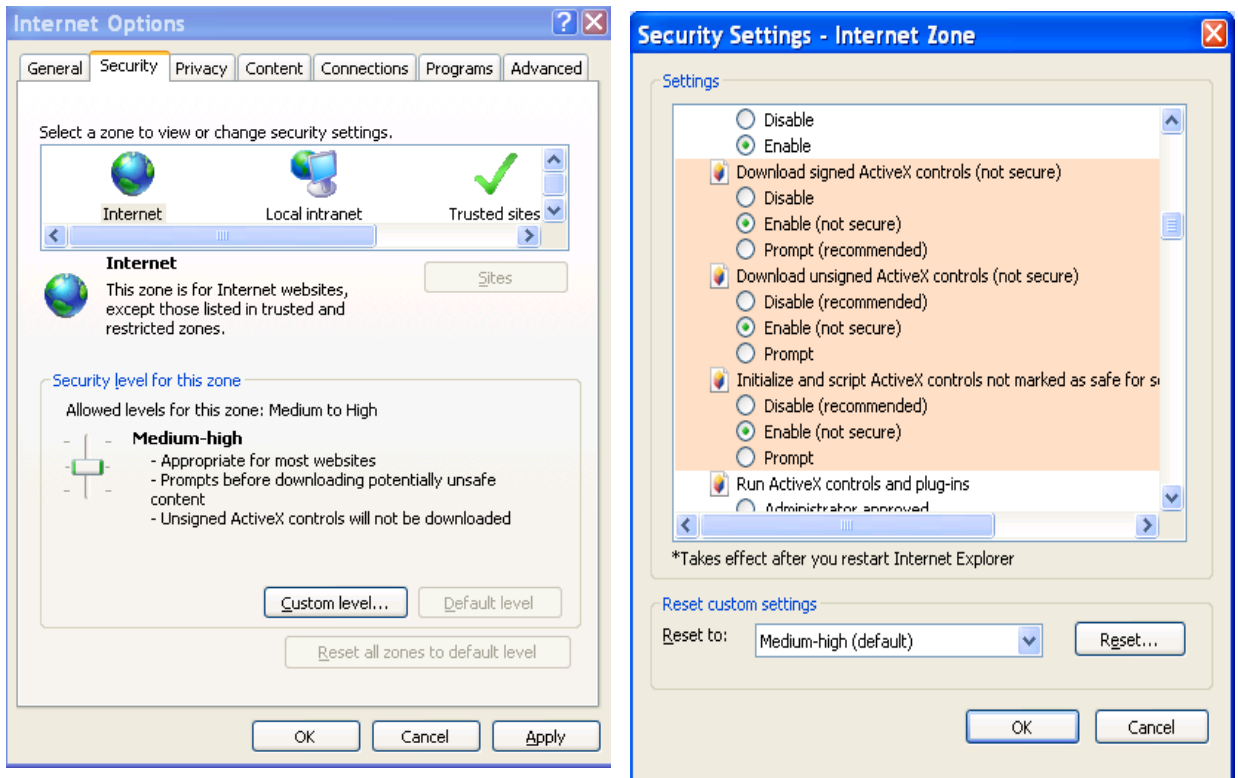 Internet Options
General Security Privacy Content Connections Programs Advanced
Select a zone to view or change security settings.
Internet Local intranet Trusted sites
Internet
Sites
This zone is for Internet websites,
except those listed in trusted and
restricted zones.
Security level for this zone
Allowed levels for this zone: Medium to High
Medium-high
- Appropriate for most websites
- Prompts before downloading potentially unsafe
content
- Unsigned ActiveX controls will not be downloaded
Custom level... Default level
Reset all zones to default level
OK Cancel Apply
Security Settings - Internet Zone
Settings
Disable
Enable
Download signed ActiveX controls (not secure)
Disable
Enable (not secure)
Prompt (recommended)
Download unsigned ActiveX controls (not secure)
Disable (recommended)
Enable (not secure)
Prompt
Initialize and script ActiveX controls not marked as safe for s
Disable (recommended)
Enable (not secure)
Prompt
Run ActiveX controls and plug-ins
Administrator approved
*Takes effect after you restart Internet Explorer
Reset custom settings
Reset to: Medium-high (default) Reset...
OK Cancel